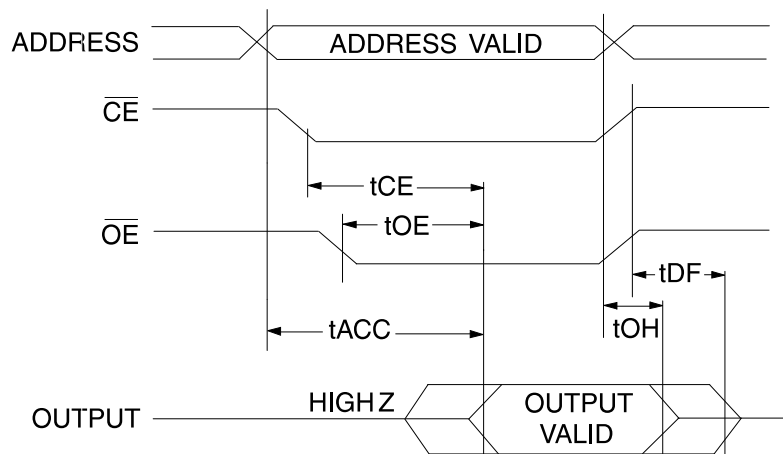 ADDRESS
ADDRESS VALID
CE
tCE
OE
tOE
tDF
tACC
tOH
HIGH Z
OUTPUT
OUTPUT
VALID